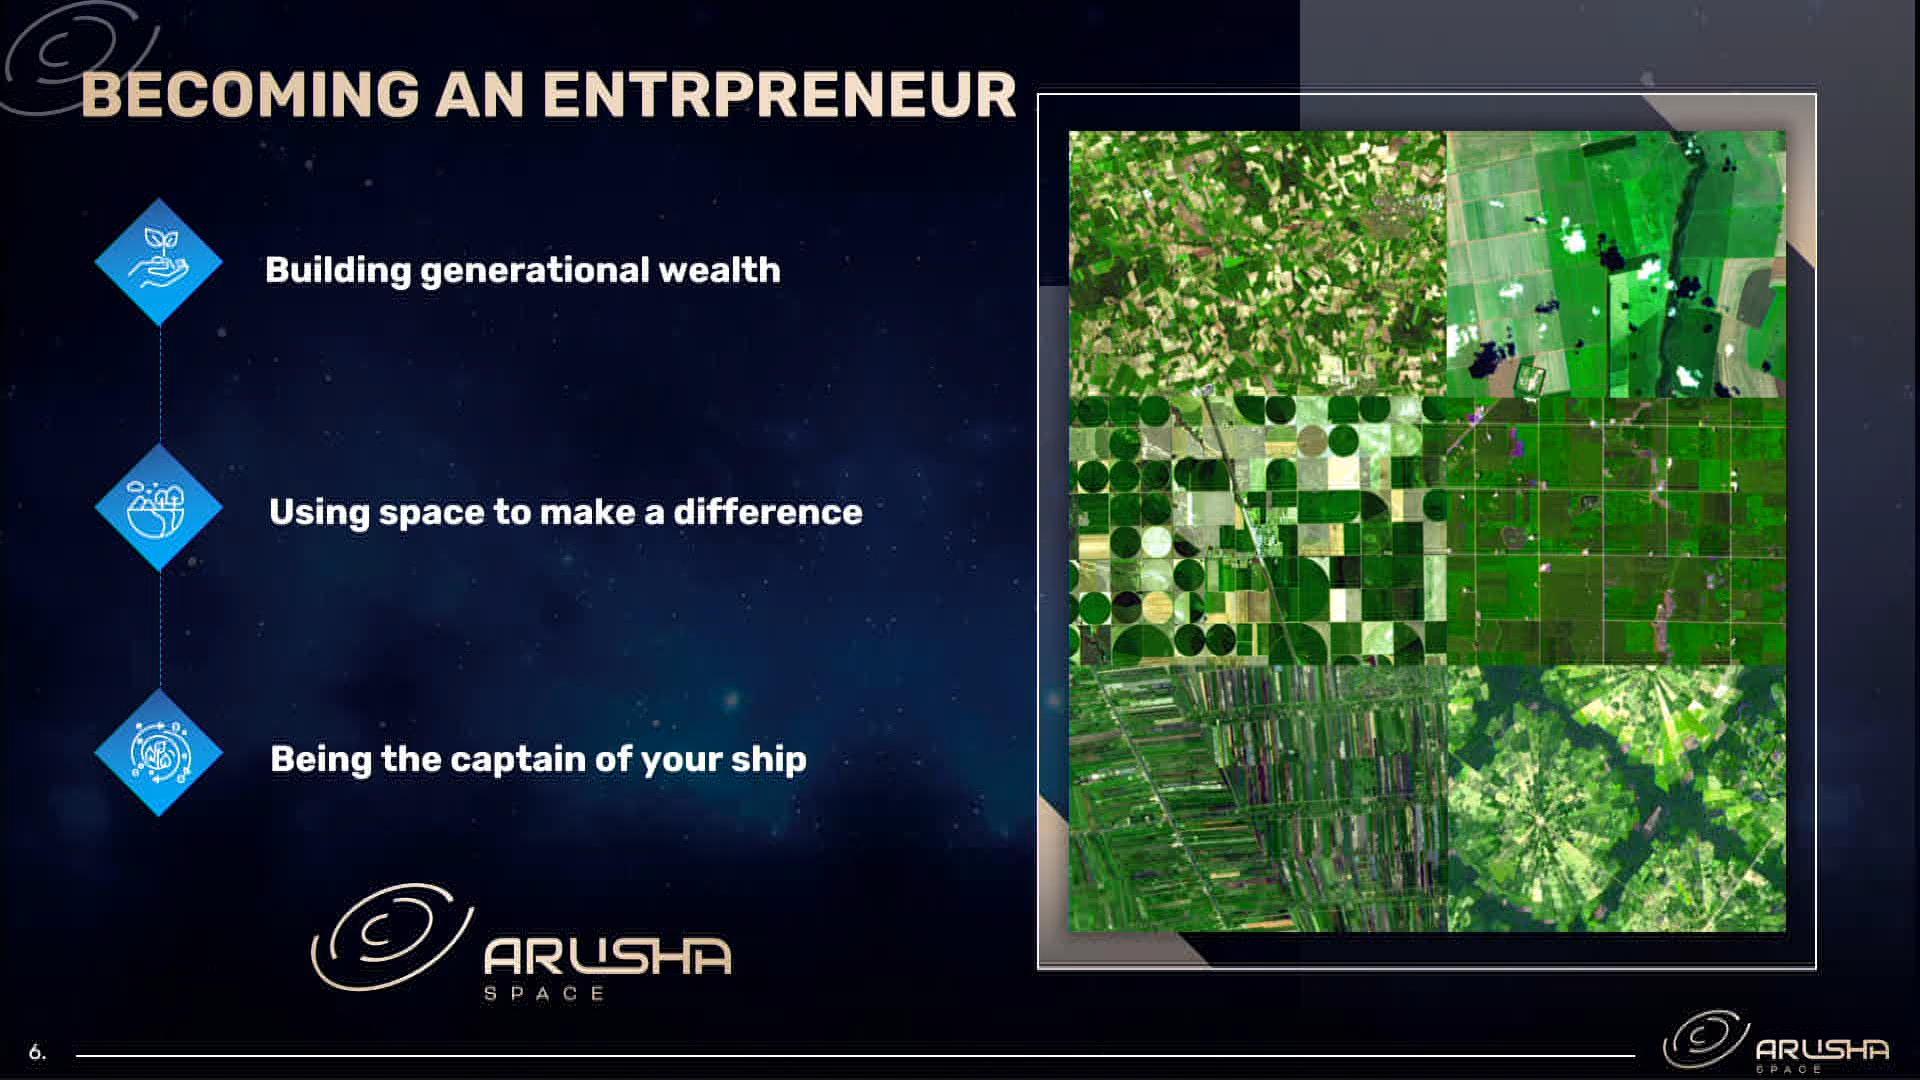 BECOMING AN ENTRPRENEUR
Building generational wealth
Using space to make a difference
Being the captain of your ship
ARUSHA
SPACE
6.
ARUSHA
SPACE